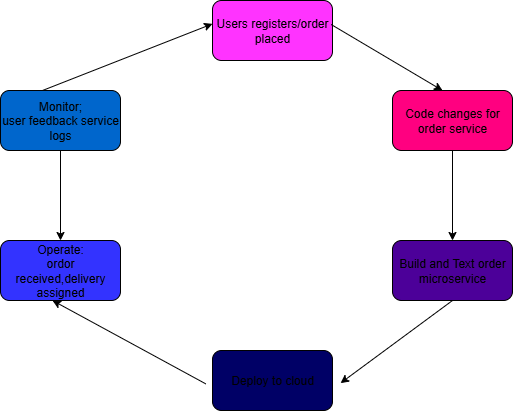 Users registers/order
placed
Code changes for
order service
Build and Text order
microservice
Deploy to cloud
Operate:
ordor
received,delivery
assigned
Monitor;
user feedback service
logs